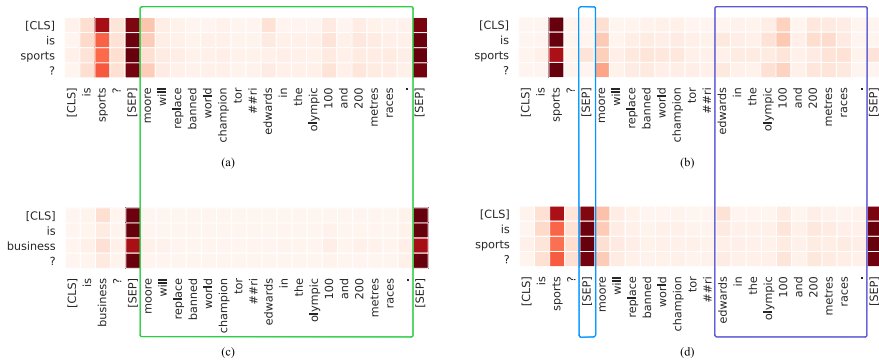 [CLS]
is
sports
?
[CLS] is sports ? [SEP] moore will replace banned world champion tor ##ri edwards in the olympic 100 and 200 metres races . [SEP]
(a)
[CLS]
is
sports
?
[CLS] is sports ? [SEP] moore will replace banned world champion tor ##ri edwards in the olympic 100 and 200 metres races . [SEP]
(b)
[CLS]
is
business
?
[CLS] is business ? [SEP] moore will replace banned world champion tor ##ri edwards in the olympic 100 and 200 metres races . [SEP]
(c)
[CLS]
is
sports
?
[CLS] is sports ? [SEP] moore will replace banned world champion tor ##ri edwards in the olympic 100 and 200 metres races . [SEP]
(d)